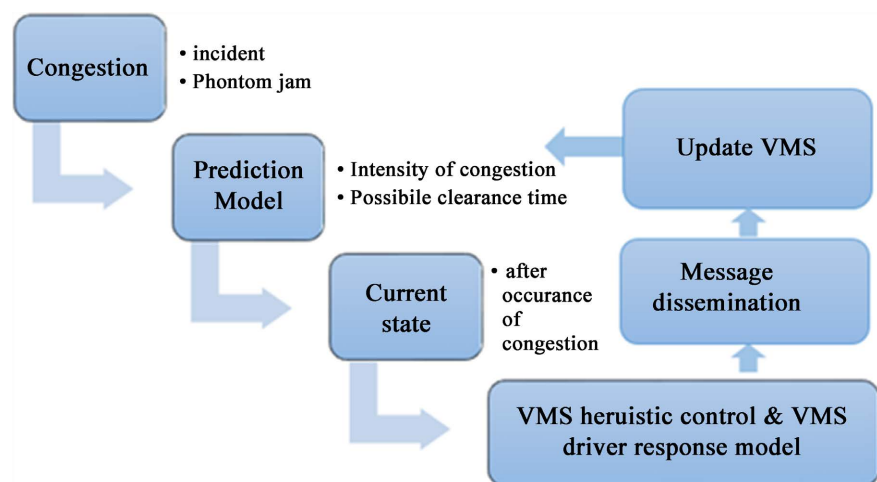 Congestion
• incident
• Phontom jam
Prediction
Model
• Intensity of congestion
• Possibile clearance time
Current
state
• after
occurance
of
congestion
VMS heruistic control & VMS
driver response model
Message
dissemination
Update VMS